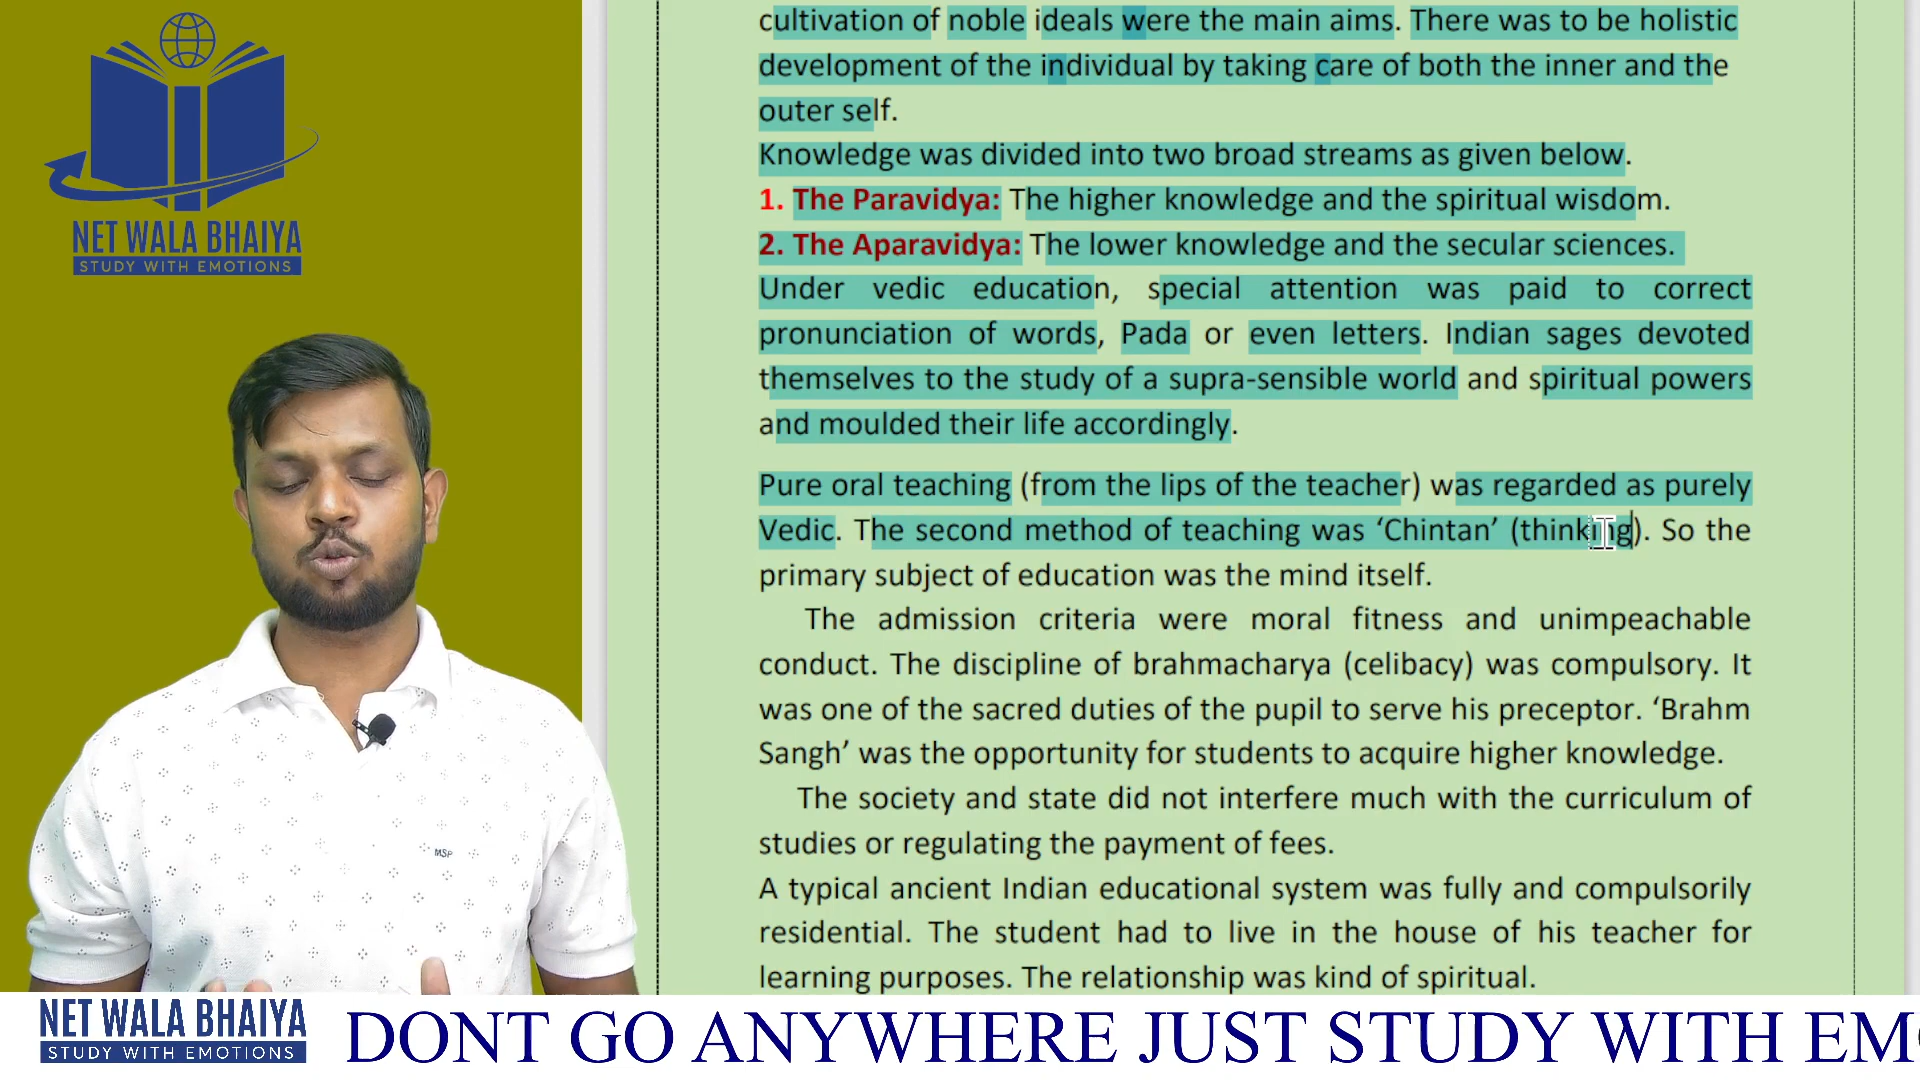 cultivation of noble ideals were the main aims. There was to be holistic
development of the individual by taking care of both the inner and the
outer self.
Knowledge was divided into two broad streams as given below.
1. The Paravidya: The higher knowledge and the spiritual wisdom.
2. The Aparavidya: The lower knowledge and the secular sciences.
Under vedic education, special attention was paid to correct
pronunciation of words, Pada or even letters. Indian sages devoted
themselves to the study of a supra-sensible world and spiritual powers
and moulded their life accordingly.
Pure oral teaching (from the lips of the teacher) was regarded as purely
Vedic. The second method of teaching was ‘Chintan’ (thinking). So the
primary subject of education was the mind itself.
The admission criteria were moral fitness and unimpeachable
conduct. The discipline of brahmacharya (celibacy) was compulsory. It
was one of the sacred duties of the pupil to serve his preceptor. ‘Brahm
Sangh’ was the opportunity for students to acquire higher knowledge.
The society and state did not interfere much with the curriculum of
studies or regulating the payment of fees.
A typical ancient Indian educational system was fully and compulsorily
residential. The student had to live in the house of his teacher for
learning purposes. The relationship was kind of spiritual.
NET WALA BHAIYA
STUDY WITH EMOTIONS
MSP
NET WALA BHAIYA
STUDY WITH EMOTIONS
DONT GO ANYWHERE JUST STUDY WITH EM